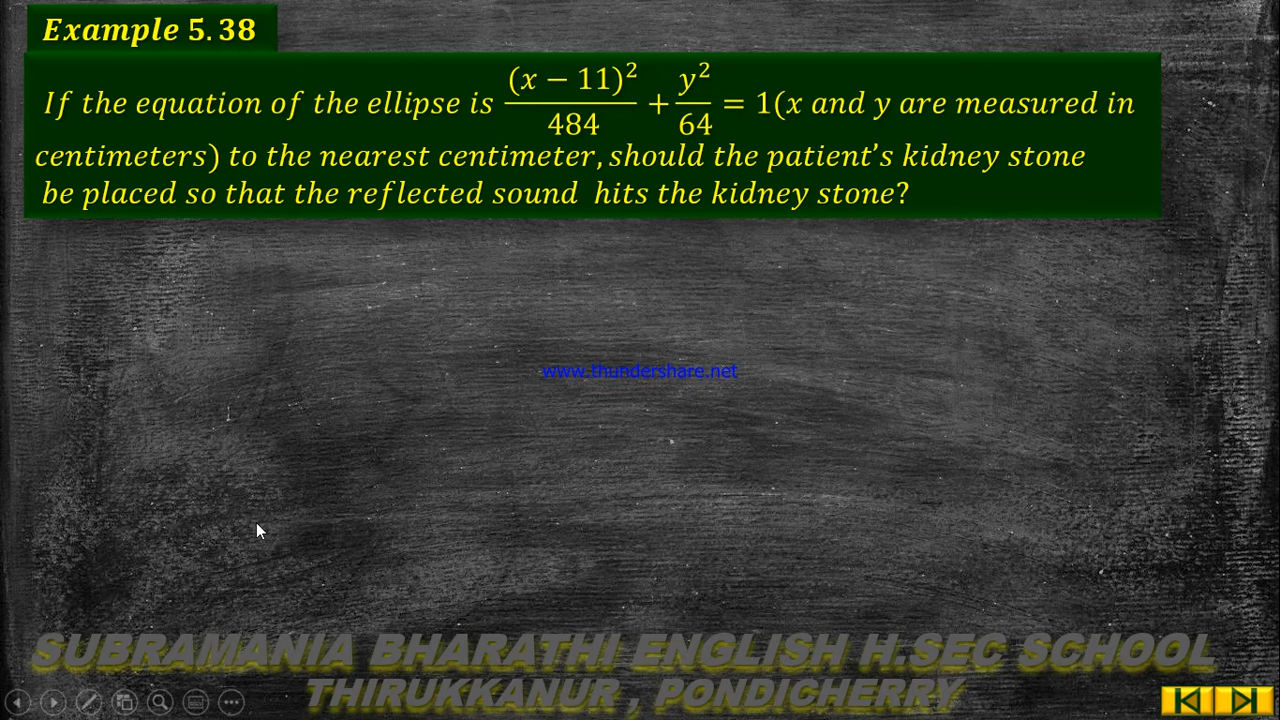 Example 5.38
If the equation of the ellipse is (x − 11)²/484 + y²/64 = 1(x and y are measured in
centimeters) to the nearest centimeter, should the patient's kidney stone
be placed so that the reflected sound hits the kidney stone?
www.thundershare.net
SUBRAMANIA BHARATHI ENGLISH H.SEC SCHOOL
THIRUKKANUR , PONDICHERRY